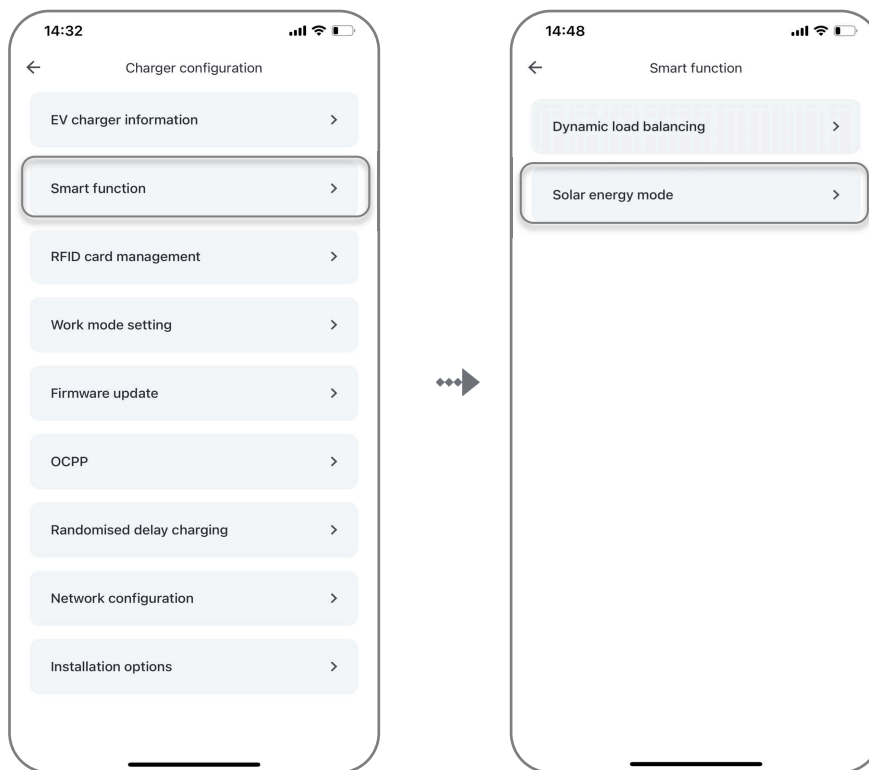 14:32
Charger configuration
EV charger information
Smart function
RFID card management
Work mode setting
Firmware update
OCPP
Randomised delay charging
Network configuration
Installation options
14:48
Smart function
Dynamic load balancing
Solar energy mode